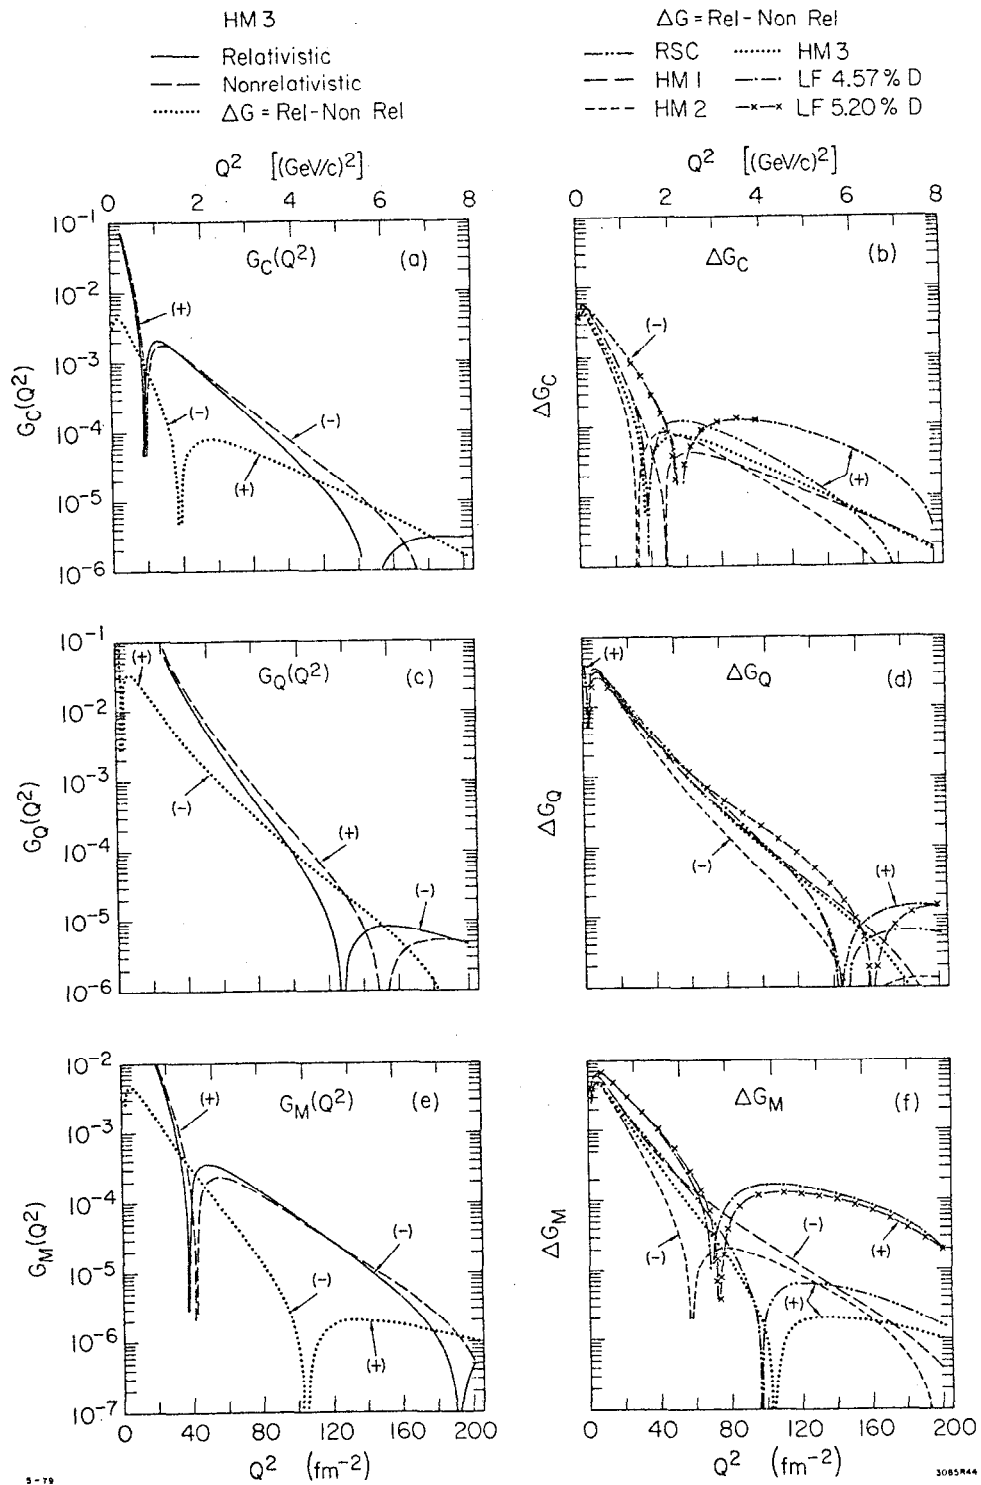 HM 3
Relativistic
Nonrelativistic
ΔG = Rel-Non Rel
ΔG = Rel- Non Rel
RSC
HM 3
HM 1
LF 4.57% D
HM 2
LF 5.20% D
Q² [(GeV/c)²]
0 2 4 6 8
Q² [(GeV/c)²]
0 2 4 6 8
G_C(Q²)
10⁻¹
10⁻²
10⁻³
10⁻⁴
10⁻⁵
10⁻⁶
G_C(Q²)
(a)
(+)
(-)
(-)
(+)
ΔG_C
ΔG_C
(b)
(-)
(+)
G_Q(Q²)
10⁻¹
10⁻²
10⁻³
10⁻⁴
10⁻⁵
10⁻⁶
G_Q(Q²)
(c)
(+)
(-)
(+)
(-)
ΔG_Q
ΔG_Q
(d)
(+)
(-)
(+)
G_M(Q²)
10⁻²
10⁻³
10⁻⁴
10⁻⁵
10⁻⁶
10⁻⁷
G_M(Q²)
(e)
(+)
(-)
(-)
(+)
0 40 80 120 160 200
Q² (fm⁻²)
ΔG_M
ΔG_M
(f)
(-)
(-)
(+)
(+)
0 40 80 120 160 200
Q² (fm⁻²)
5-79
3085R44